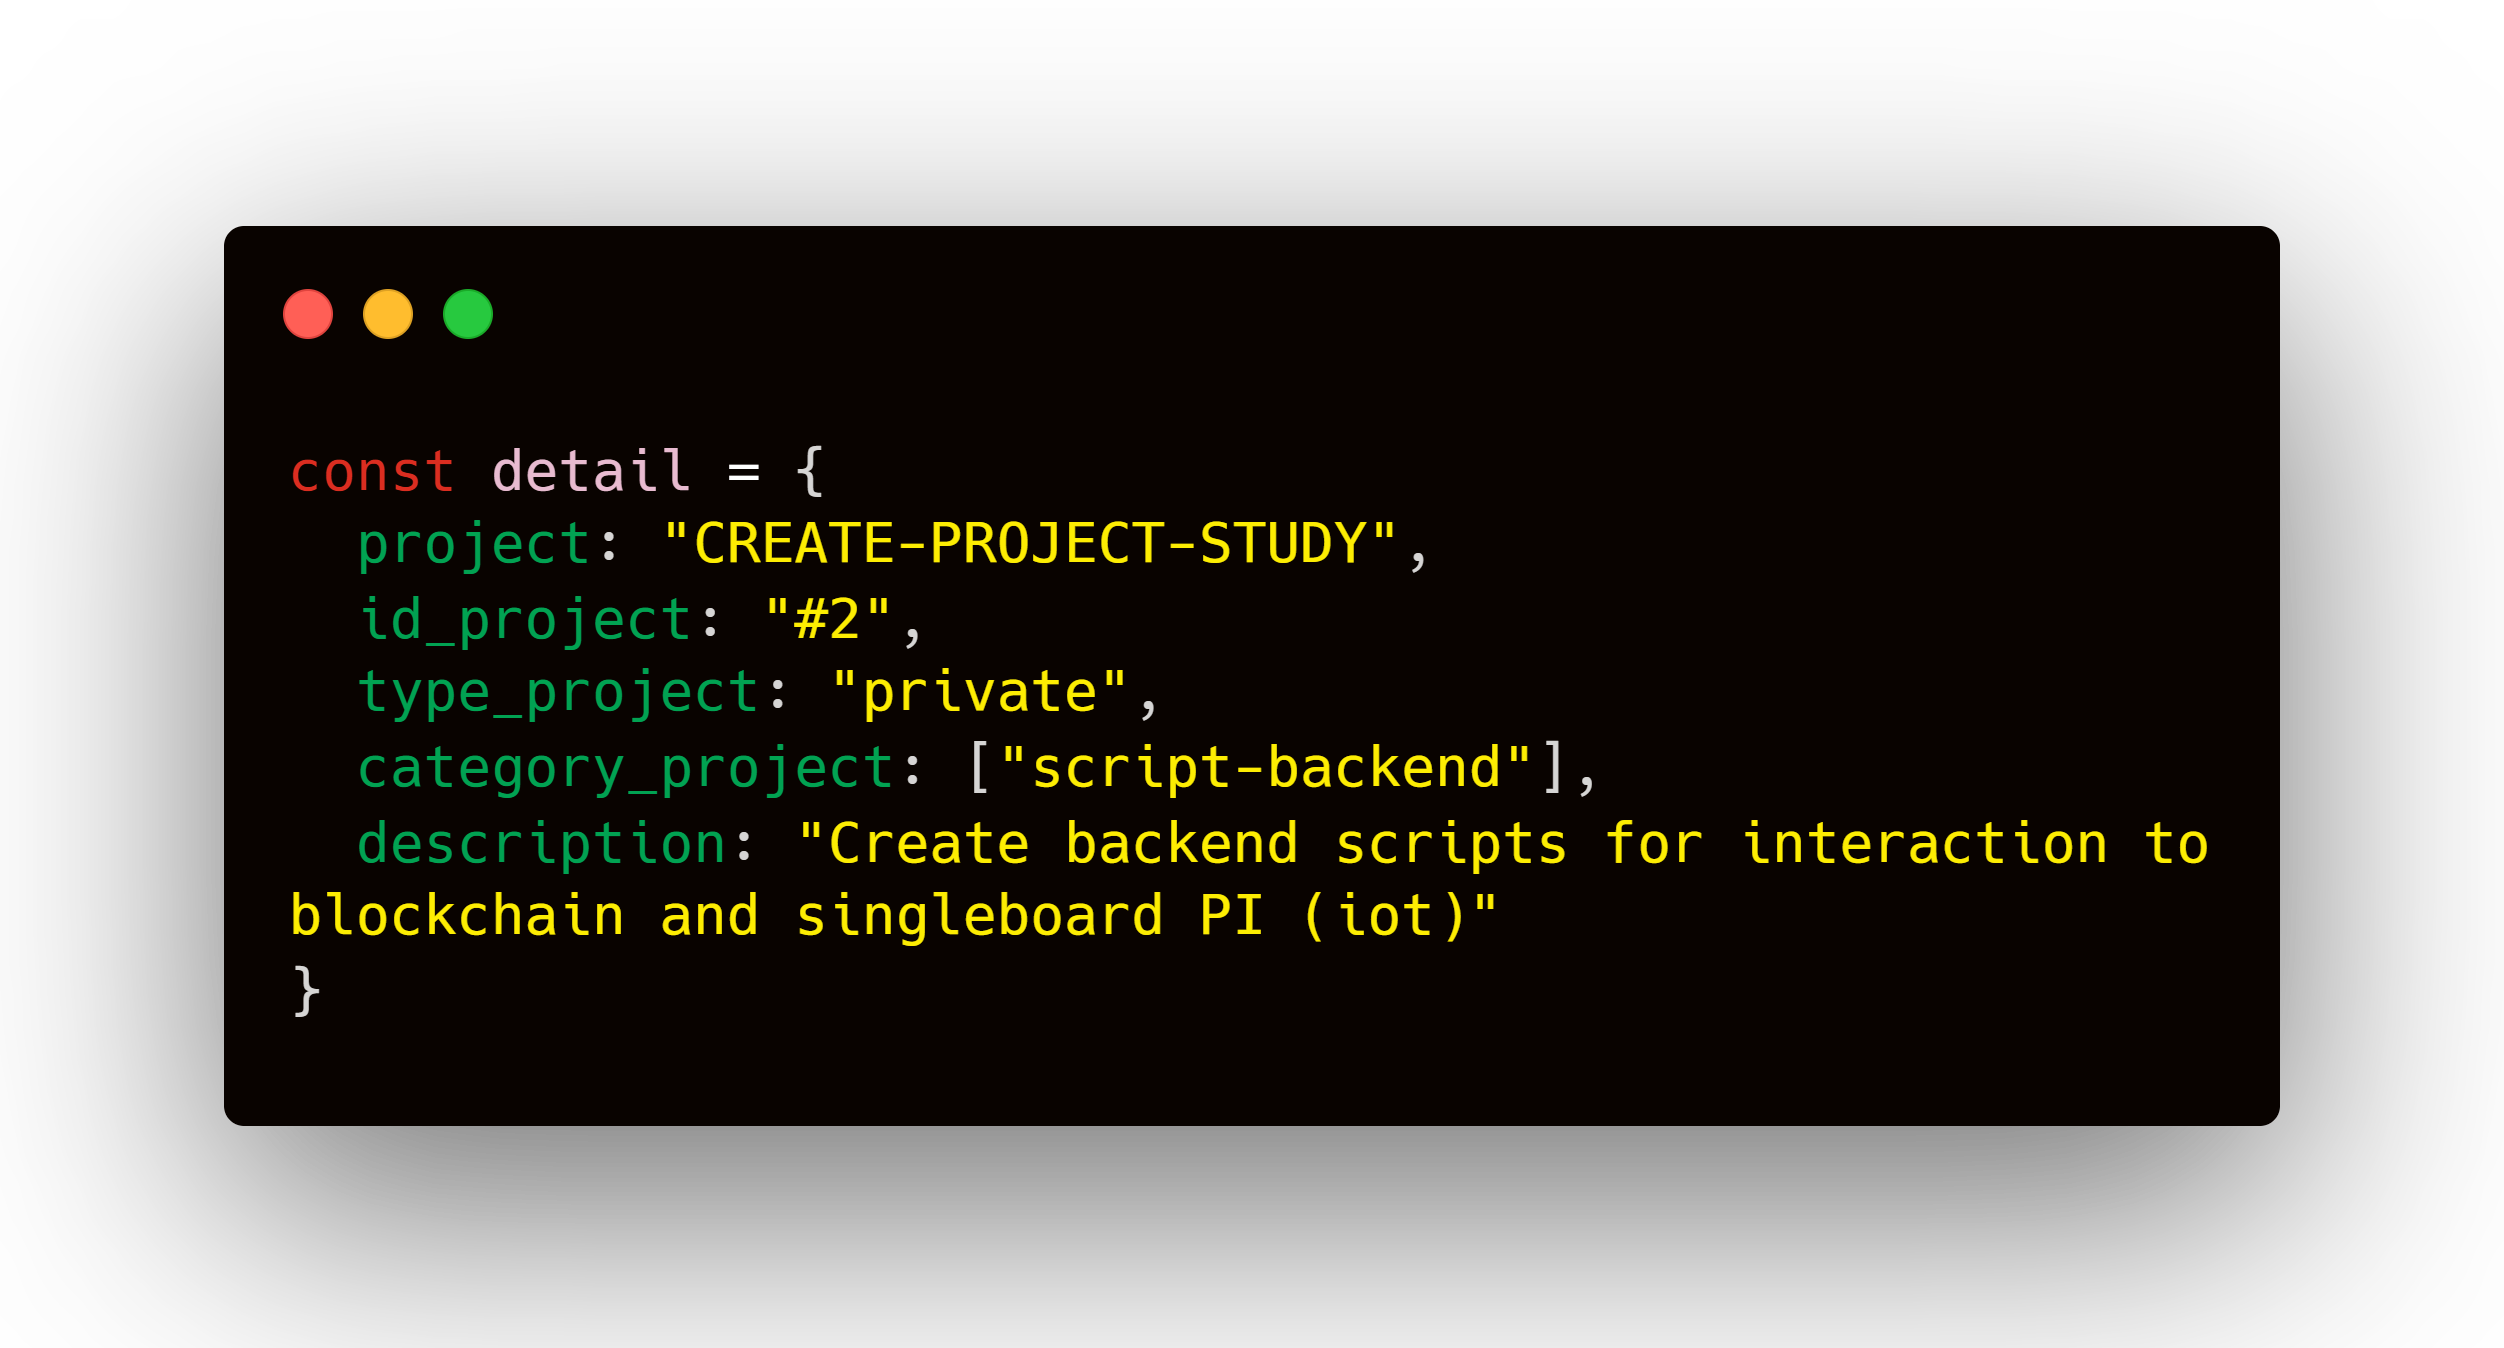 const detail = {
  project: "CREATE-PROJECT-STUDY",
  id_project: "#2",
  type_project: "private",
  category_project: ["script-backend"],
  description: "Create backend scripts for interaction to
blockchain and singleboard PI (iot)"
}